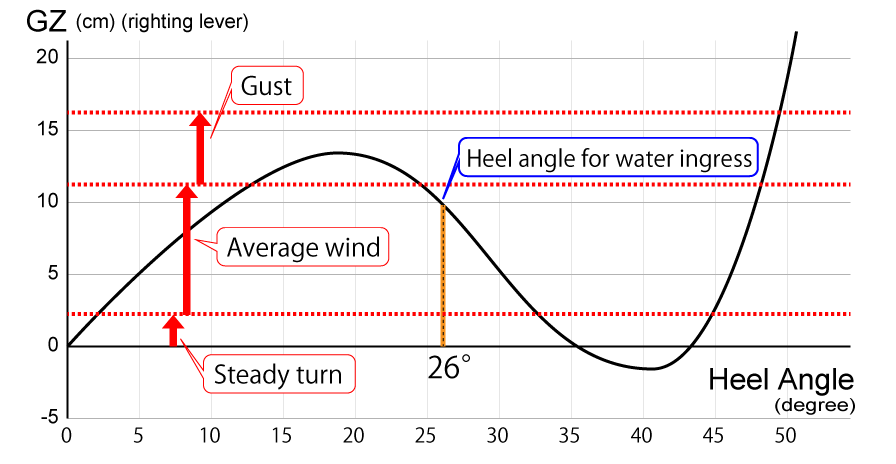 GZ (cm) (righting lever)
20
Gust
15
Heel angle for water ingress
10
Average wind
5
0
Steady turn
26°
Heel Angle
(degree)
-5
0 5 10 15 20 25 30 35 40 45 50